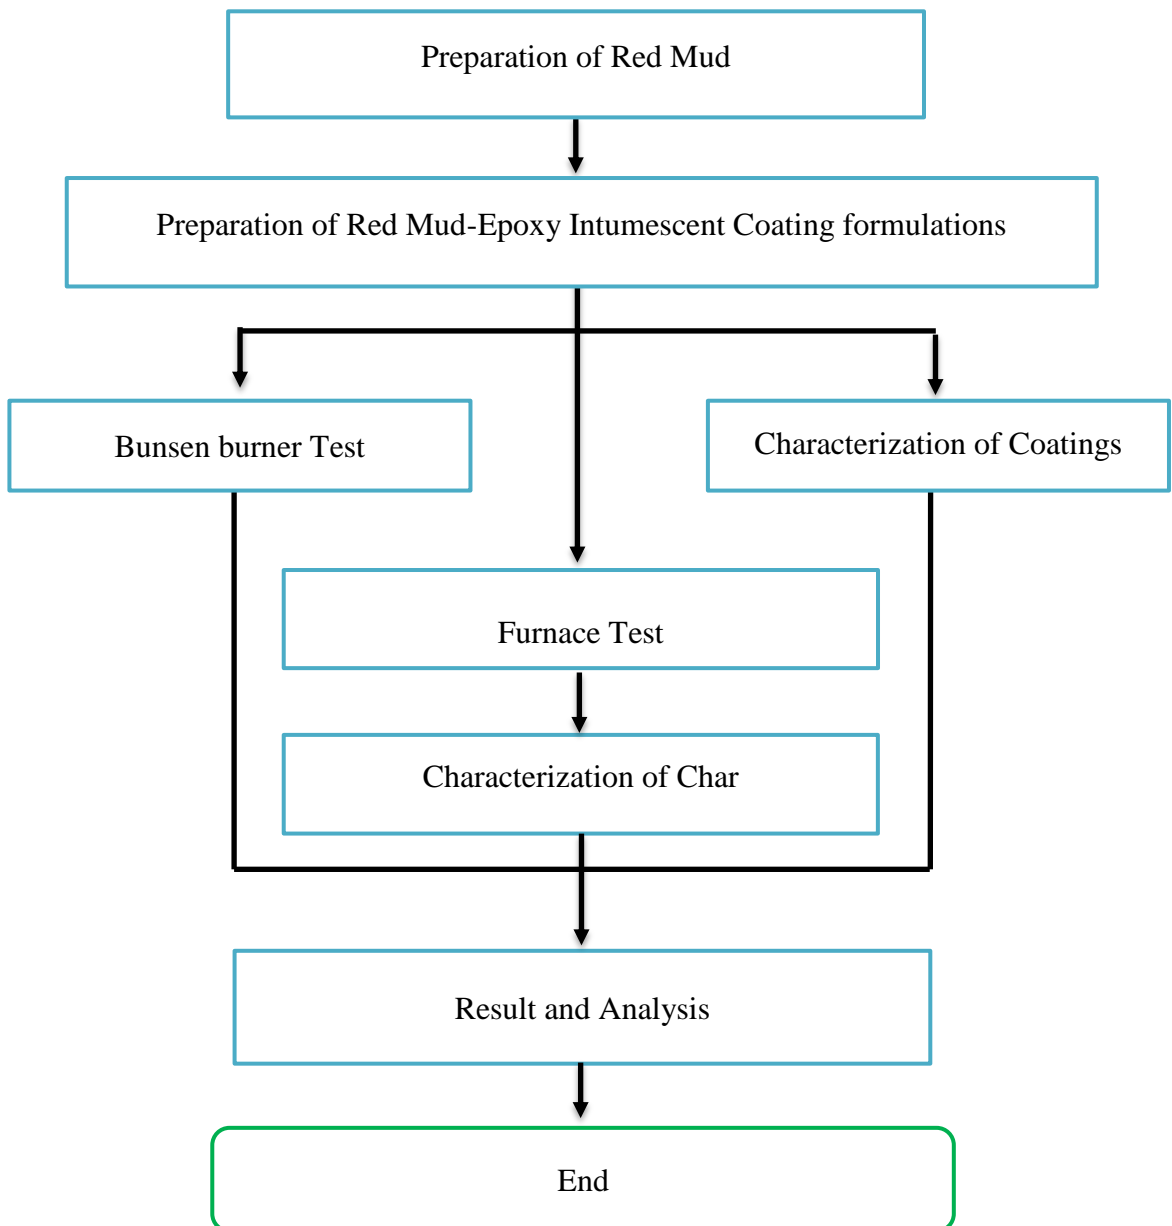 Preparation of Red Mud
Preparation of Red Mud-Epoxy Intumescent Coating formulations
Bunsen burner Test
Characterization of Coatings
Furnace Test
Characterization of Char
Result and Analysis
End